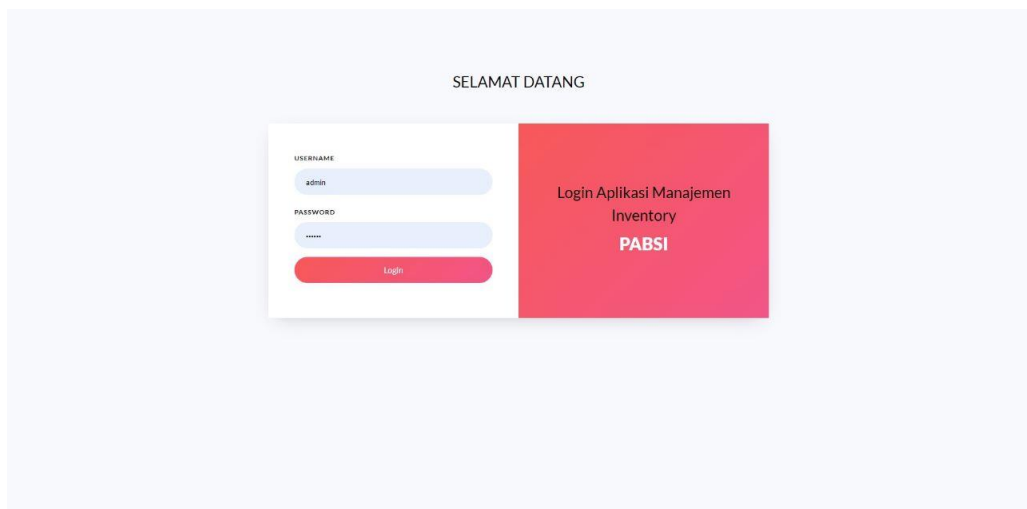 SELAMAT DATANG
USERNAME
admin
PASSWORD
••••••
Login
Login Aplikasi Manajemen
Inventory
PABSI